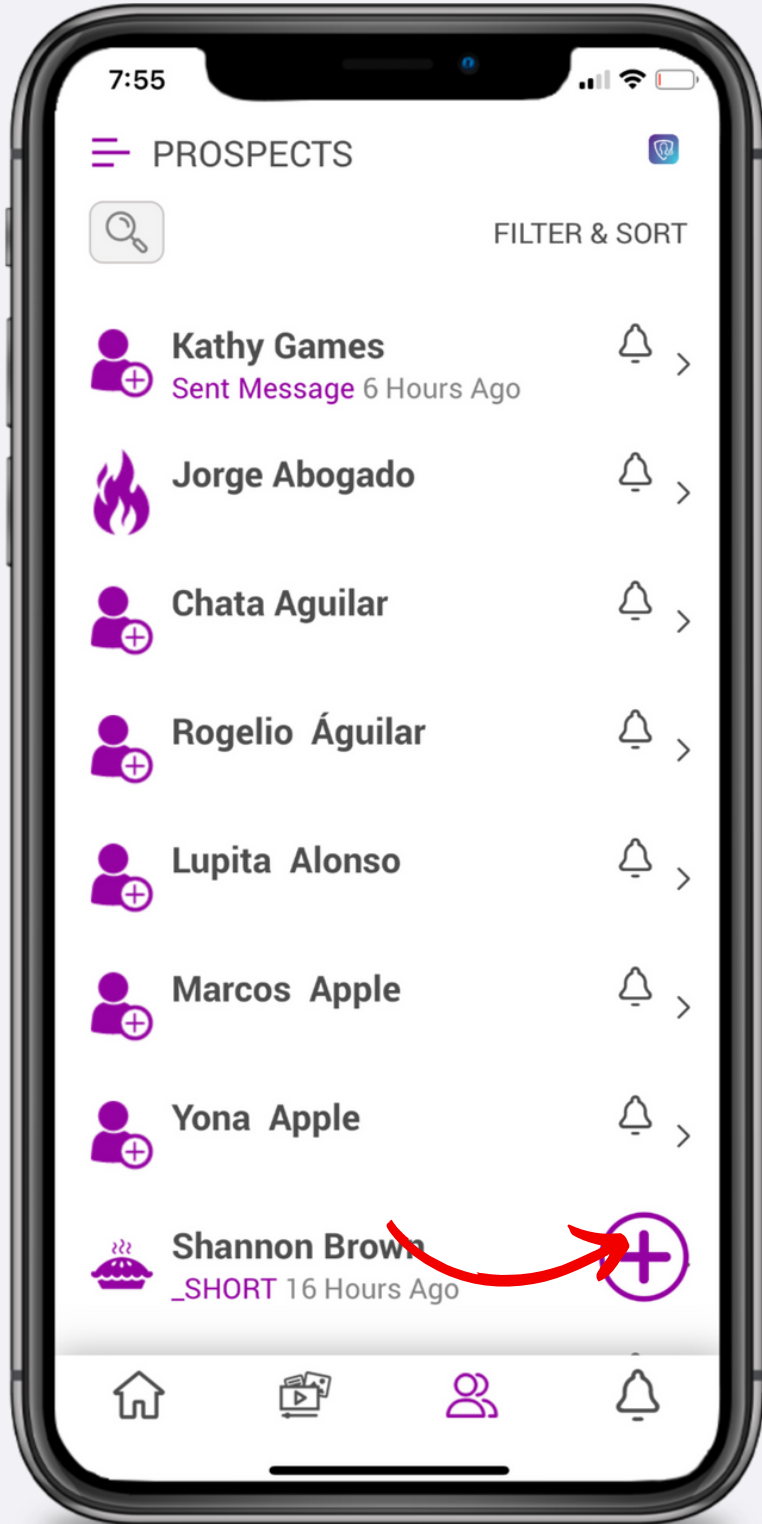 7:55
PROSPECTS
FILTER & SORT
Kathy Games
Sent Message 6 Hours Ago
Jorge Abogado
Chata Aguilar
Rogelio Águilar
Lupita Alonso
Marcos Apple
Yona Apple
Shannon Brown
_SHORT 16 Hours Ago